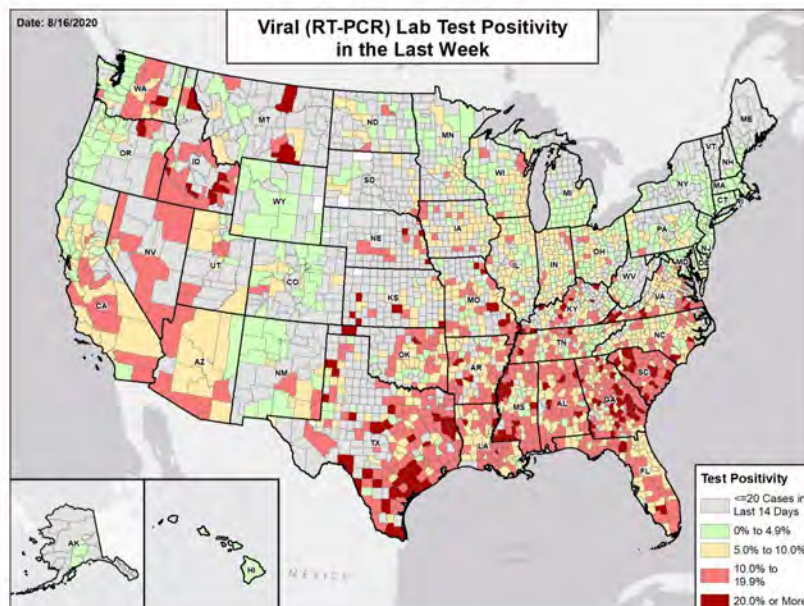 Date: 8/16/2020
Viral (RT-PCR) Lab Test Positivity
in the Last Week
WA
MT
ND
MN
ME
VT
NH
OR
ID
SD
WI
MI
NY
MA
CT
RI
WY
IA
PA
NJ
NE
NV
UT
CO
IL
IN
OH
MD
DE
WV
VA
CA
KS
MO
KY
NC
TN
AZ
NM
OK
AR
SC
MS
AL
GA
TX
LA
FL
AK
HI
MEXICO
Test Positivity
<=20 Cases in
Last 14 Days
0% to 4.9%
5.0% to 10.0%
10.0% to
19.9%
20.0% or More